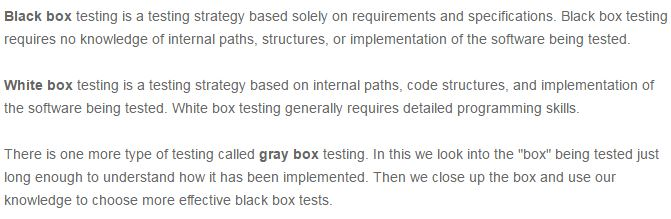 Black box testing is a testing strategy based solely on requirements and specifications. Black box testing
requires no knowledge of internal paths, structures, or implementation of the software being tested.
White box testing is a testing strategy based on internal paths, code structures, and implementation of
the software being tested. White box testing generally requires detailed programming skills.
There is one more type of testing called gray box testing. In this we look into the "box" being tested just
long enough to understand how it has been implemented. Then we close up the box and use our
knowledge to choose more effective black box tests.